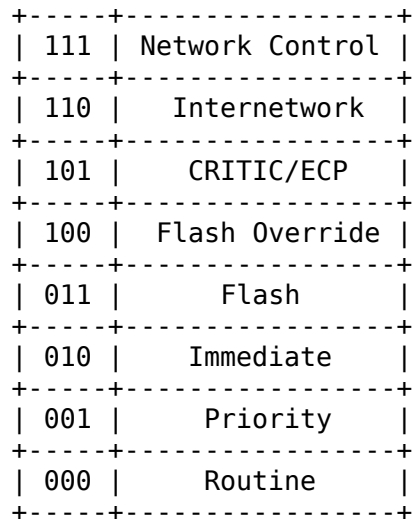 +-----+-----------------+
| 111 | Network Control |
+-----+-----------------+
| 110 |   Internetwork  |
+-----+-----------------+
| 101 |    CRITIC/ECP   |
+-----+-----------------+
| 100 |  Flash Override |
+-----+-----------------+
| 011 |      Flash      |
+-----+-----------------+
| 010 |    Immediate    |
+-----+-----------------+
| 001 |     Priority    |
+-----+-----------------+
| 000 |     Routine     |
+-----+-----------------+